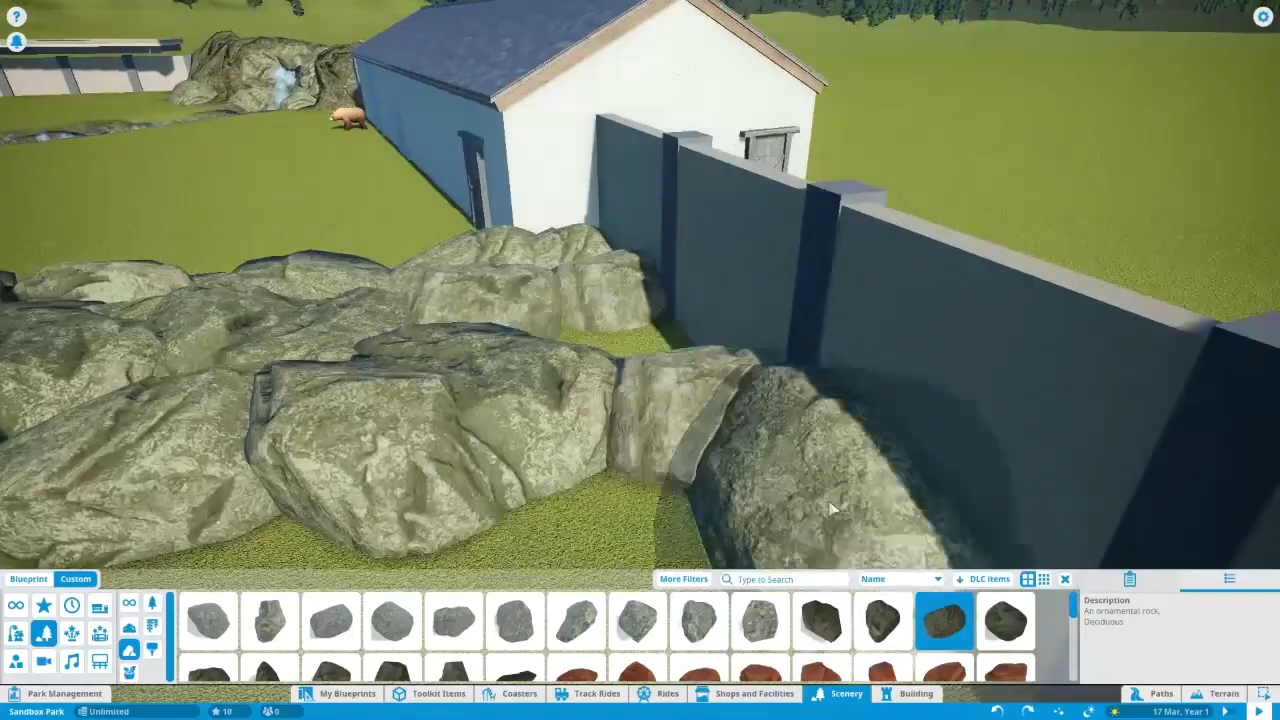 ?
Blueprint
Custom
More Filters
Type to Search
Name
DLC items
Description
An ornamental rock.
Deciduous
Park Management
My Blueprints
Toolkit Items
Coasters
Track Rides
Rides
Shops and Facilities
Scenery
Building
Paths
Terrain
Sandbox Park
Unlimited
10
0
17 Mar, Year 1